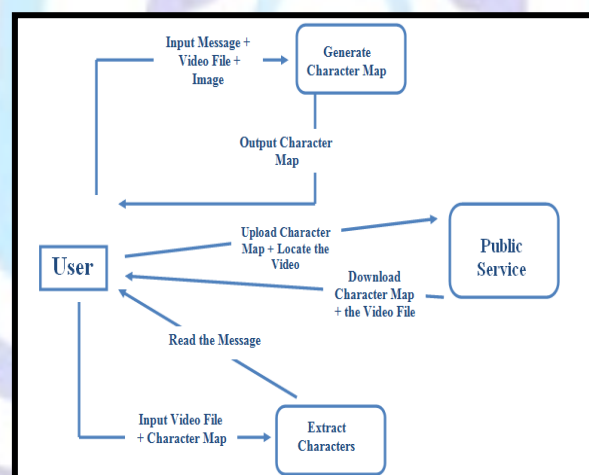 Input Message +
Video File +
Image
Generate
Character Map
Output Character
Map
Upload Character
Map + Locate the
Video
Public
Service
User
Download
Character Map
+ the Video File
Read the Message
Input Video File
+ Character Map
Extract
Characters